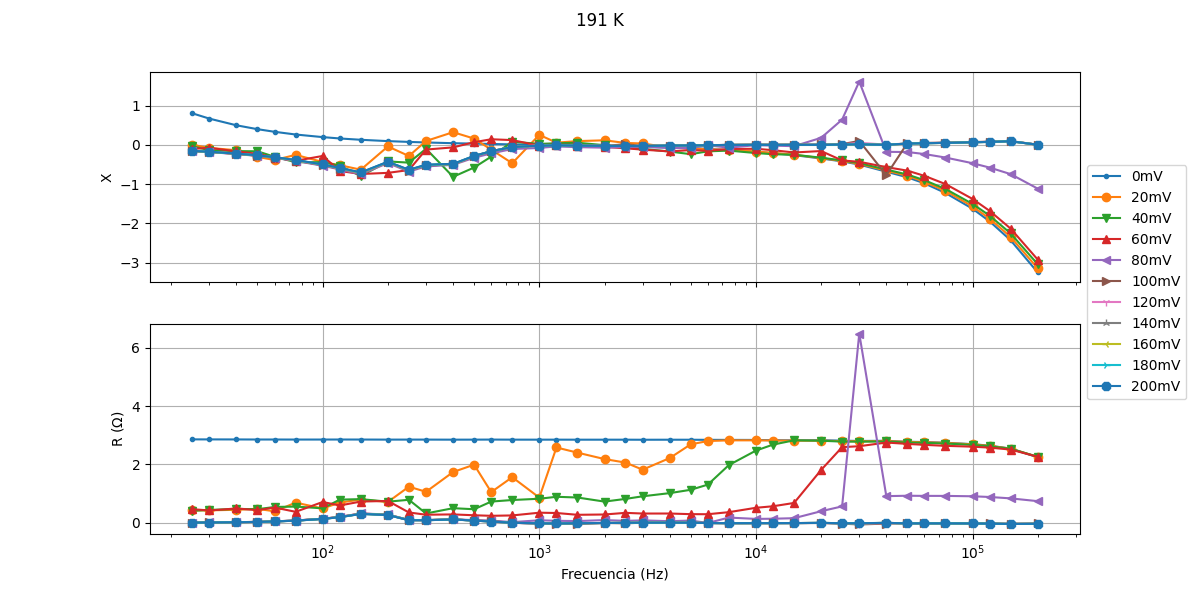 191 K
1
0
−1
−2
−3
X
6
4
2
0
R (Ω)
10²
10³
10⁴
10⁵
Frecuencia (Hz)
0mV
20mV
40mV
60mV
80mV
100mV
120mV
140mV
160mV
180mV
200mV